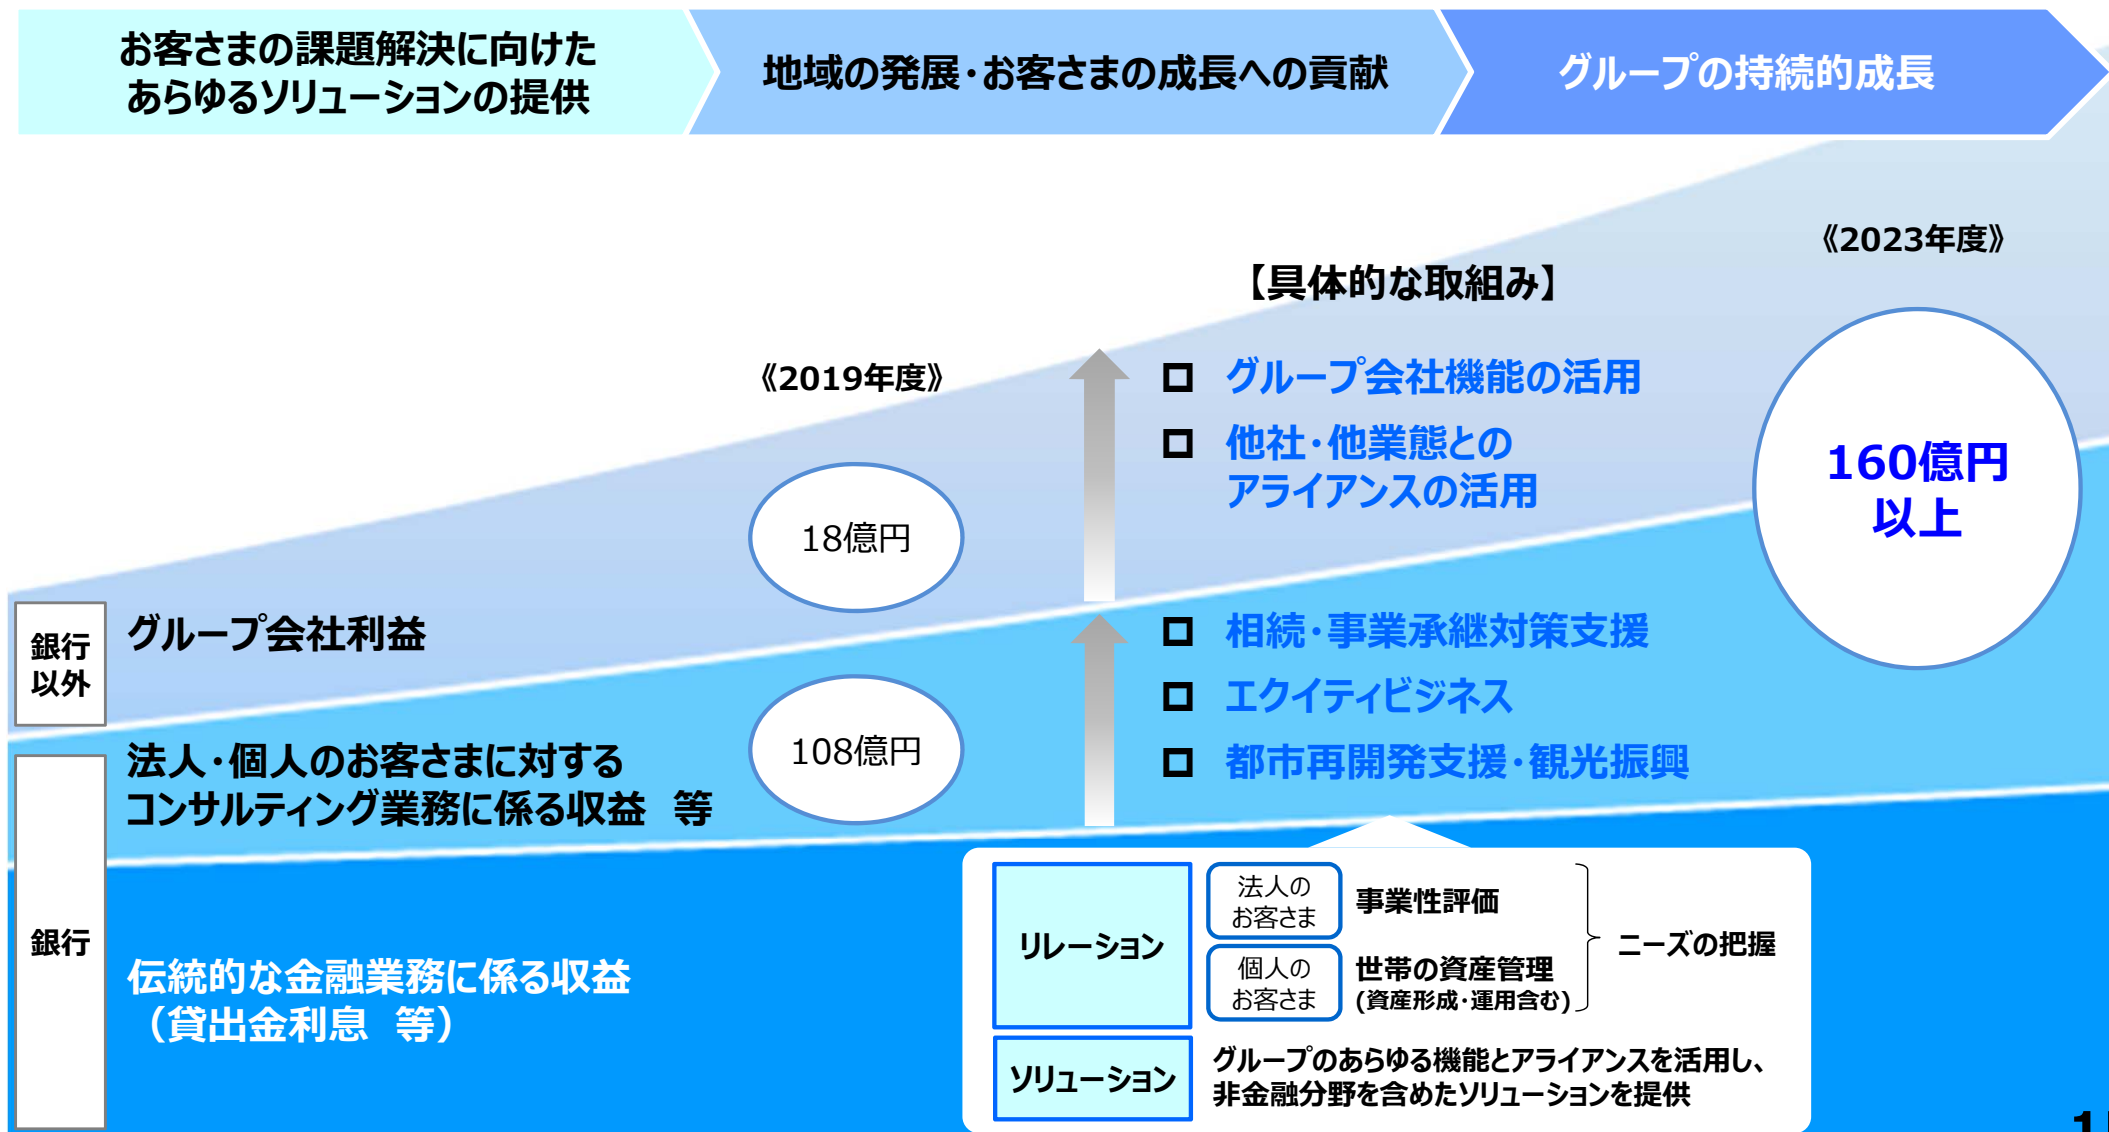 お客さまの課題解決に向けた
あらゆるソリューションの提供
地域の発展･お客さまの成長への貢献
グループの持続的成長
《2019年度》
《2023年度》
【具体的な取組み】
グループ会社機能の活用
他社･他業態との
アライアンスの活用
18億円
160億円
以上
銀行
以外
グループ会社利益
相続･事業承継対策支援
エクイティビジネス
都市再開発支援･観光振興
108億円
法人･個人のお客さまに対する
コンサルティング業務に係る収益　等
銀行
伝統的な金融業務に係る収益
（貸出金利息　等）
リレーション
法人の
お客さま
事業性評価
個人の
お客さま
世帯の資産管理
(資産形成･運用含む)
ニーズの把握
ソリューション
グループのあらゆる機能とアライアンスを活用し、
非金融分野を含めたソリューションを提供